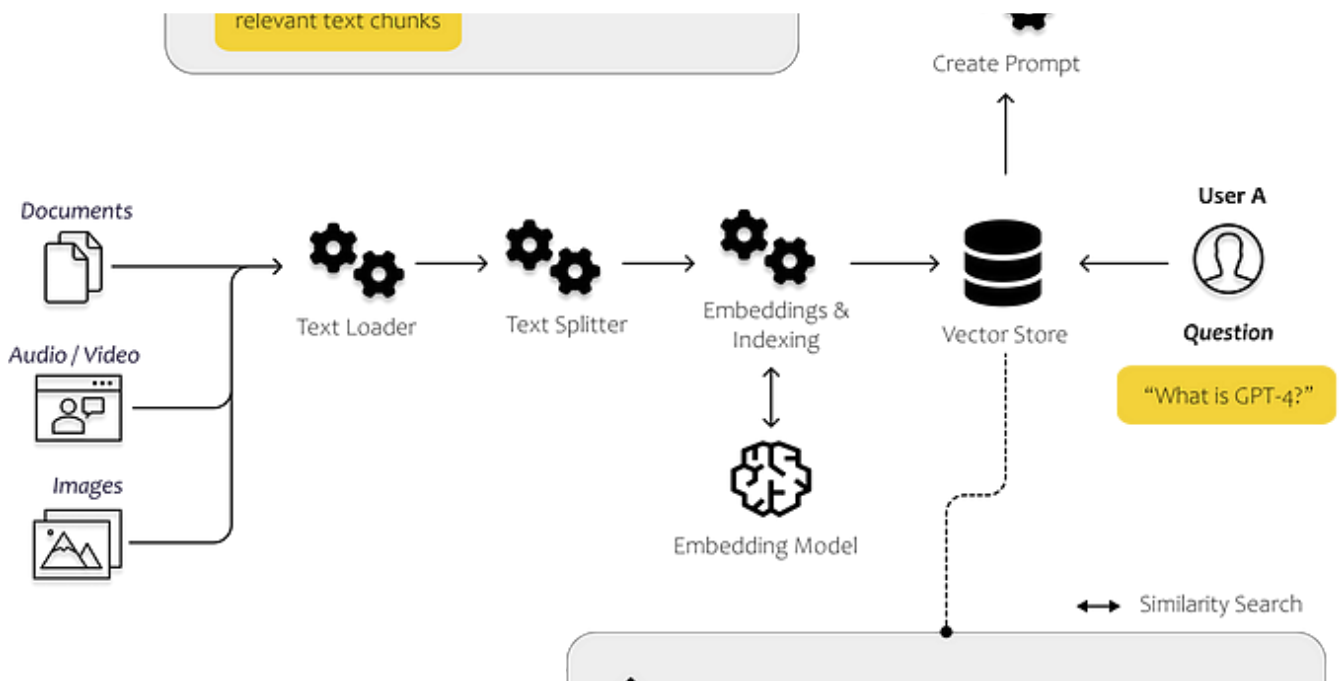 relevant text chunks
Create Prompt
Documents
User A
Text Loader
Text Splitter
Embeddings &
Indexing
Vector Store
Question
Audio / Video
“What is GPT-4?”
Images
Embedding Model
Similarity Search